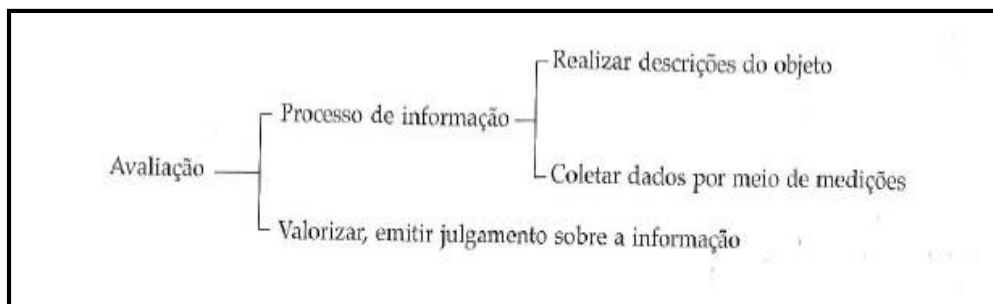 Realizar descrições do objeto
Processo de informação
Avaliação
Coletar dados por meio de medições
Valorizar, emitir julgamento sobre a informação